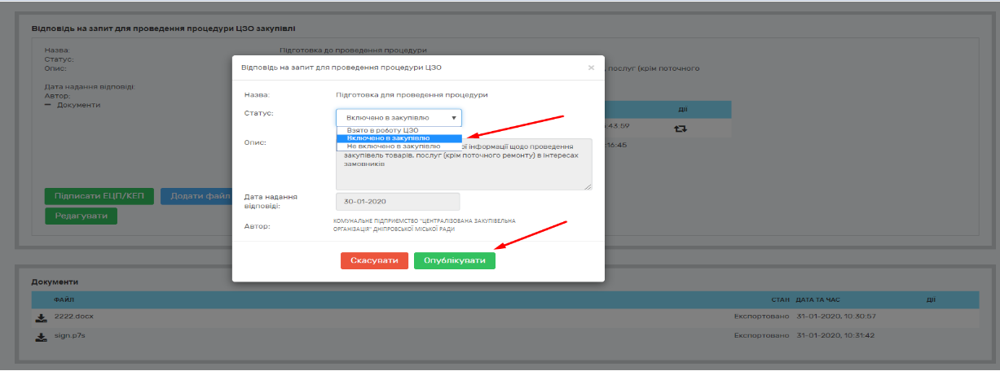 Відповідь на запит для проведення процедури ЦЗО закупівлі
Назва: Підготовка до проведення процедури
Статус:
Опис: , послуг (крім поточного
Дата надання відповіді:
Автор:
Документи
ДІЇ
:43:59
:16:45
Підписати ЕЦП/КЕП Додати файл
Редагувати
Відповідь на запит для проведення процедури ЦЗО ×
Назва: Підготовка для проведення процедури
Статус: Включено в закупівлю
Взято в роботу ЦЗО
Включено в закупівлю
Не включено в закупівлю
Опис: ої інформації щодо проведення
закупівель товарів, послуг (крім поточного ремонту) в інтересах
замовників
Дата надання
відповіді: 30-01-2020
Автор: КОМУНАЛЬНЕ ПІДПРИЄМСТВО "ЦЕНТРАЛІЗОВАНА ЗАКУПІВЕЛЬНА
ОРГАНІЗАЦІЯ" ДНІПРОВСЬКОЇ МІСЬКОЇ РАДИ
Скасувати Опублікувати
Документи
ФАЙЛ СТАН ДАТА ТА ЧАС ДІЇ
2222.docx Експортовано 31-01-2020, 10:30:57
sign.p7s Експортовано 31-01-2020, 10:31:42